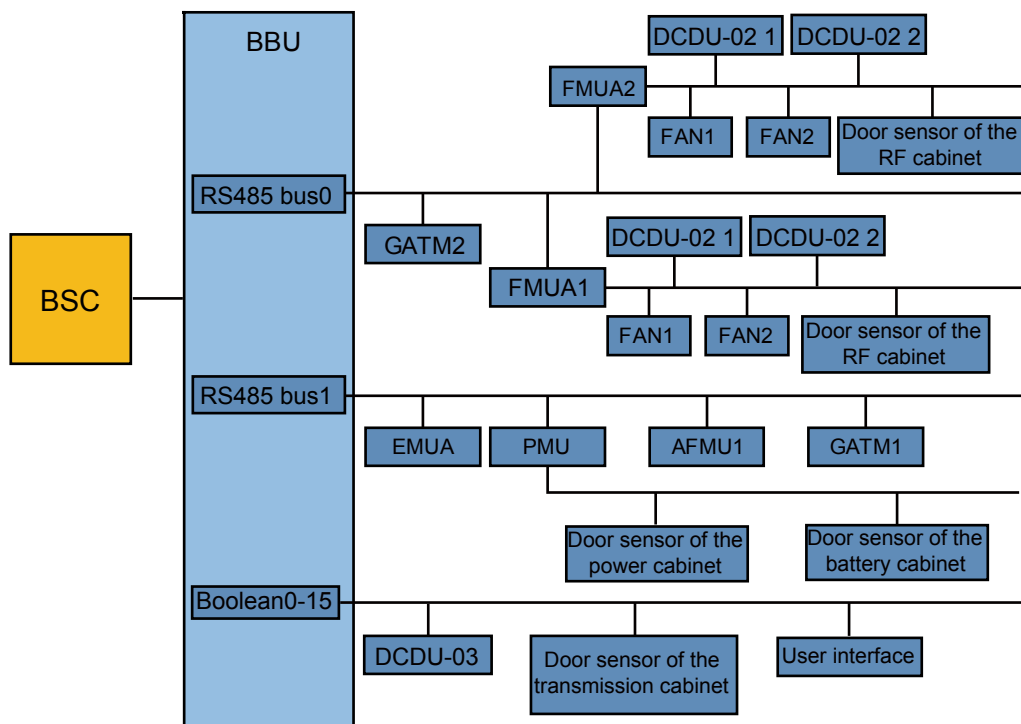 BBU
DCDU-02 1
DCDU-02 2
FMUA2
FAN1
FAN2
Door sensor of the
RF cabinet
RS485 bus0
GATM2
DCDU-02 1
DCDU-02 2
FMUA1
FAN1
FAN2
Door sensor of the
RF cabinet
BSC
RS485 bus1
EMUA
PMU
AFMU1
GATM1
Door sensor of the
power cabinet
Door sensor of the
battery cabinet
Boolean0-15
DCDU-03
Door sensor of the
transmission cabinet
User interface